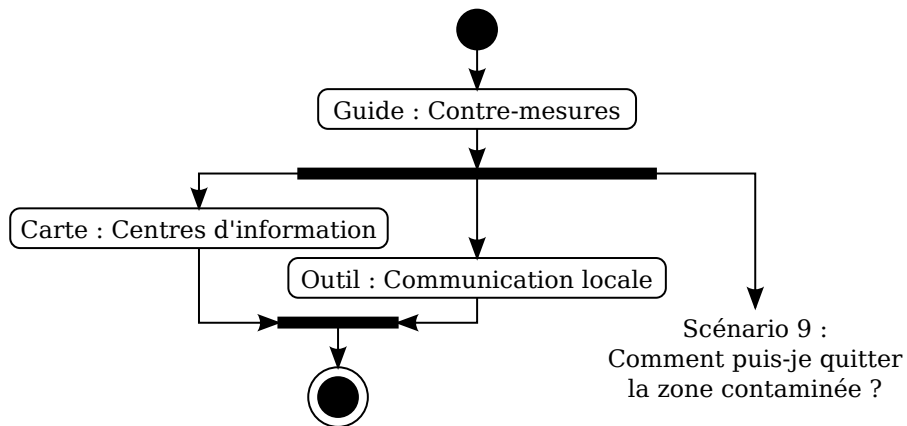 Guide : Contre-mesures
Carte : Centres d'information
Outil : Communication locale
Scénario 9 :
Comment puis-je quitter
la zone contaminée ?